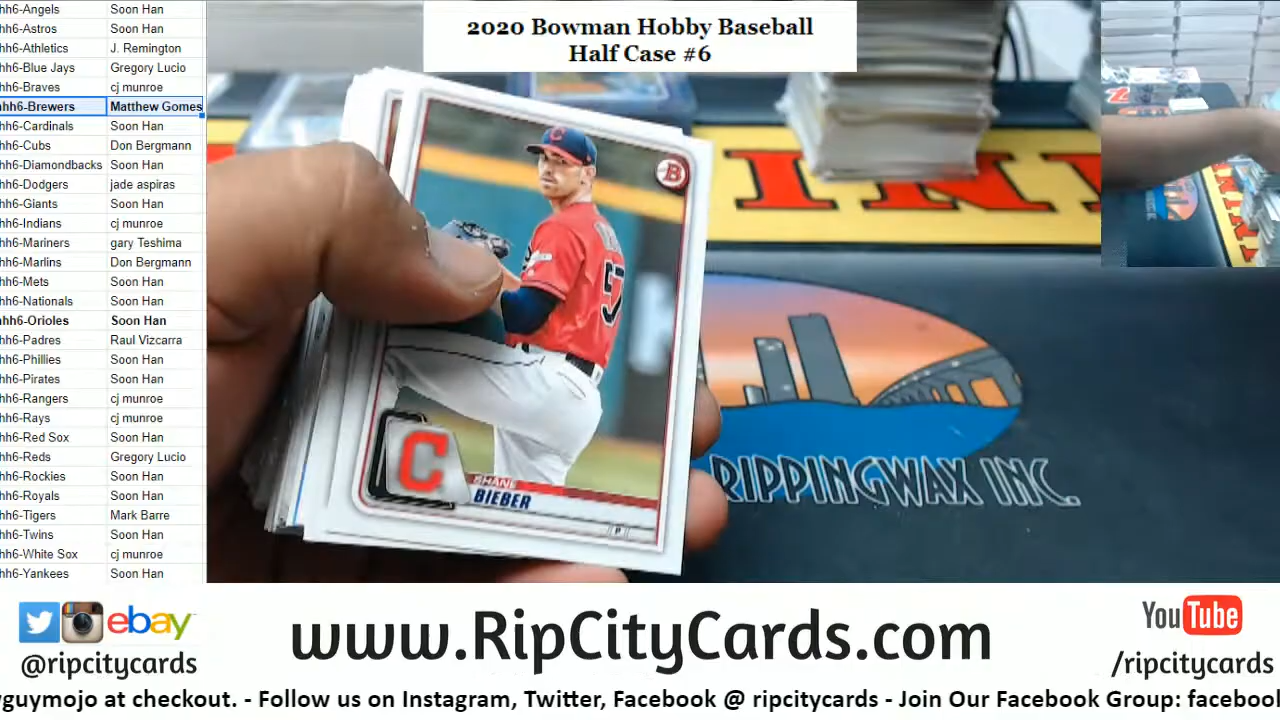 hh6-Angels Soon Han
hh6-Astros Soon Han
hh6-Athletics J. Remington
hh6-Blue Jays Gregory Lucio
hh6-Braves cj munroe
hh6-Brewers Matthew Gomes
hh6-Cardinals Soon Han
hh6-Cubs Don Bergmann
hh6-Diamondbacks Soon Han
hh6-Dodgers jade aspiras
hh6-Giants Soon Han
hh6-Indians cj munroe
hh6-Mariners gary Teshima
hh6-Marlins Don Bergmann
hh6-Mets Soon Han
hh6-Nationals Soon Han
hh6-Orioles Soon Han
hh6-Padres Raul Vizcarra
hh6-Phillies Soon Han
hh6-Pirates Soon Han
hh6-Rangers cj munroe
hh6-Rays cj munroe
hh6-Red Sox Soon Han
hh6-Reds Gregory Lucio
hh6-Rockies Soon Han
hh6-Royals Soon Han
hh6-Tigers Mark Barre
hh6-Twins Soon Han
hh6-White Sox cj munroe
hh6-Yankees Soon Han
2020 Bowman Hobby Baseball
Half Case #6
B
C
57
C
SHANE
BIEBER
P
RIPPINGWAX INC.
ebay
@ripcitycards
www.RipCityCards.com
YouTube
/ripcitycards
guymojo at checkout. - Follow us on Instagram, Twitter, Facebook @ ripcitycards - Join Our Facebook Group: